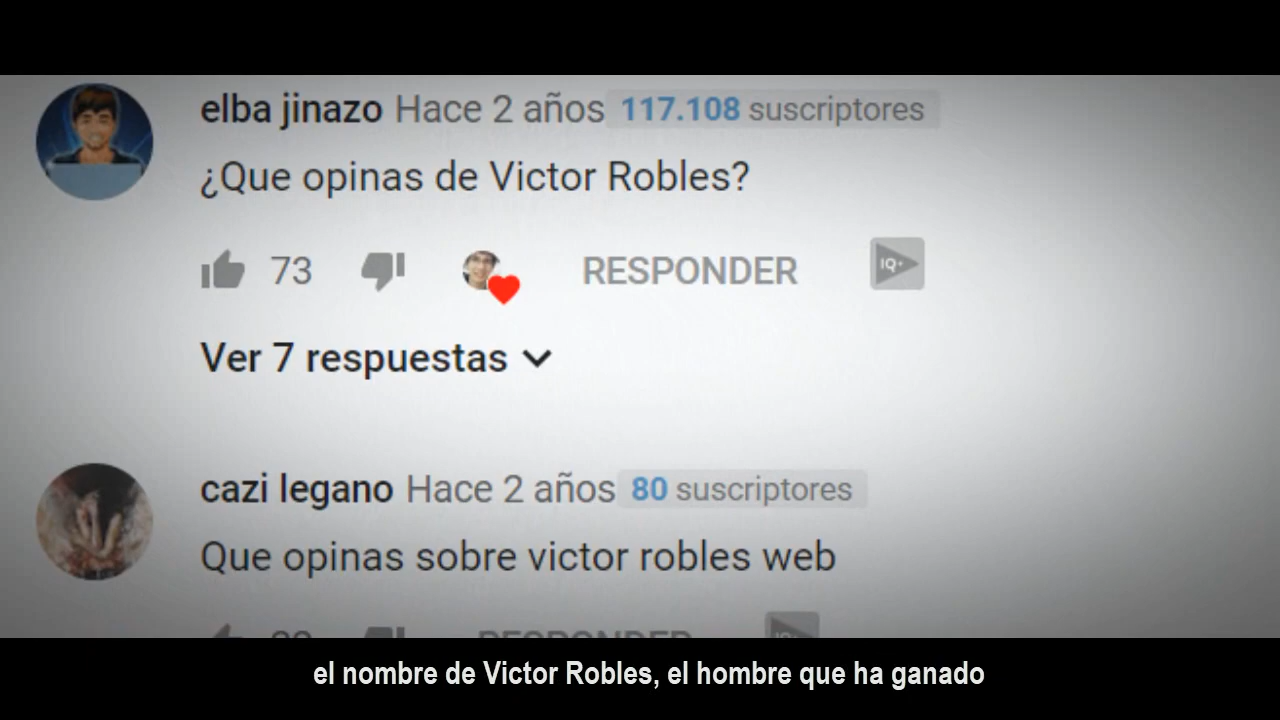 elba jinazo Hace 2 años 117.108 suscriptores
¿Que opinas de Victor Robles?
73 RESPONDER IQ+
Ver 7 respuestas
cazi legano Hace 2 años 80 suscriptores
Que opinas sobre victor robles web
RESPONDER
el nombre de Victor Robles, el hombre que ha ganado